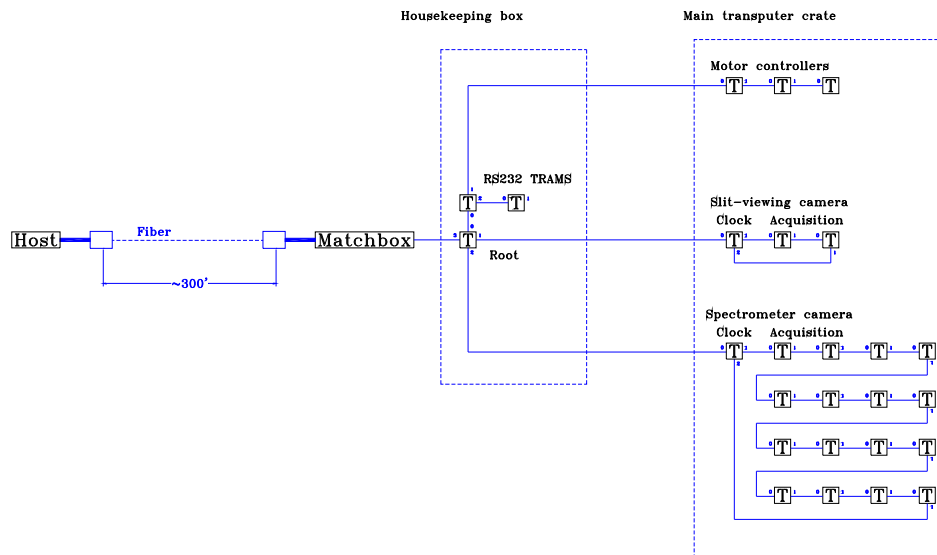 Housekeeping box
Main transputer crate
Motor controllers
T T T
RS232 TRAMS
T T
Slit-viewing camera
Clock Acquisition
Host
Fiber
Matchbox
T
T T T
Root
~300'
Spectrometer camera
Clock Acquisition
T T T T T
T T T T
T T T T
T T T T